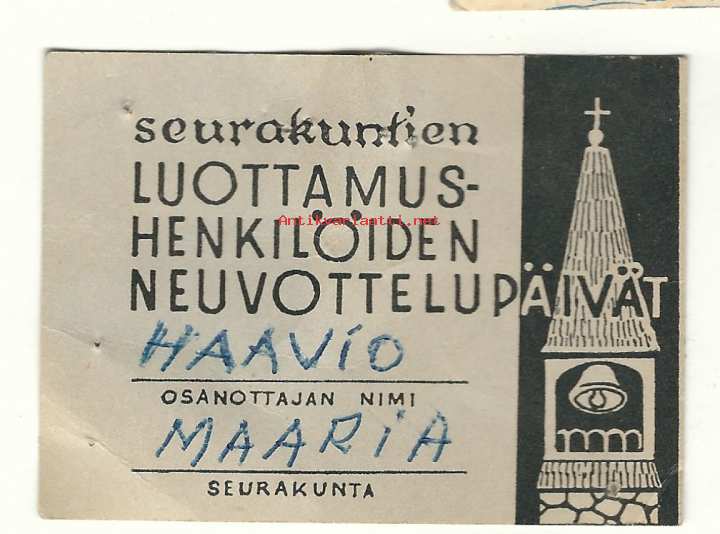 seurakuntien
LUOTTAMUS-
Antikvariaatti.net
HENKILÖIDEN
NEUVOTTELUPÄIVÄT
HAAVIO
OSANOTTAJAN NIMI
MAARIA
SEURAKUNTA